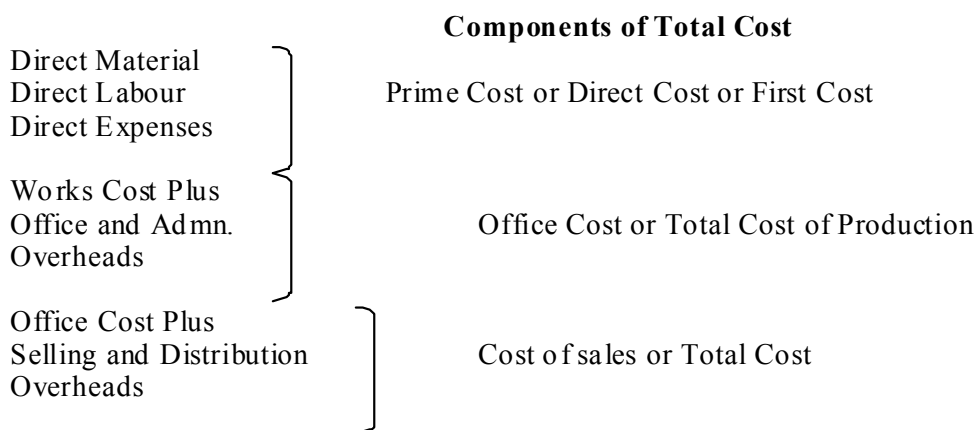 Components of Total Cost
Direct Material
Direct Labour Prime Cost or Direct Cost or First Cost
Direct Expenses
Works Cost Plus
Office and Admn. Office Cost or Total Cost of Production
Overheads
Office Cost Plus
Selling and Distribution Cost of sales or Total Cost
Overheads